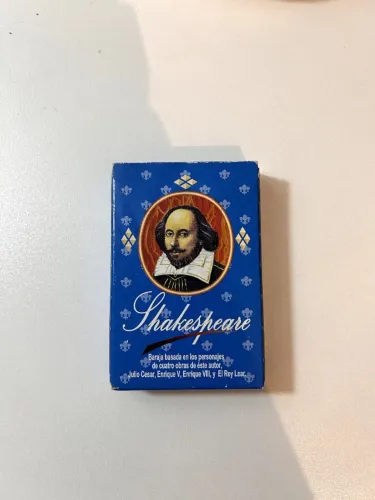 Shakespeare
Baraja basada en los personajes
de cuatro obras de éste autor,
Julio Cesar, Enrique V, Enrique VIII, y El Rey Lear.